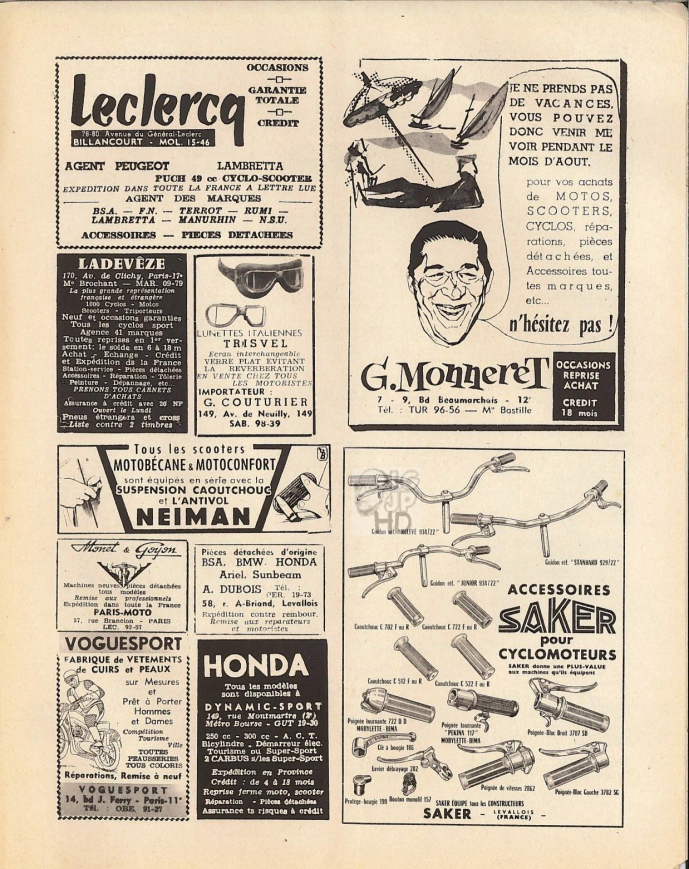 Leclercq
OCCASIONS
GARANTIE
TOTALE
CREDIT
78-80, Avenue du Général-Leclerc
BILLANCOURT - MOL. 15-46
AGENT PEUGEOT LAMBRETTA
PUCH 49 cc CYCLO-SCOOTER
EXPEDITION DANS TOUTE LA FRANCE A LETTRE LUE
AGENT DES MARQUES
B.S.A. — F.N. — TERROT — RUMI —
LAMBRETTA — MANURHIN — N.S.U.
ACCESSOIRES — PIECES DETACHEES
JE NE PRENDS PAS
DE VACANCES,
VOUS POUVEZ
DONC VENIR ME
VOIR PENDANT LE
MOIS D'AOUT,
pour vos achats
de MOTOS,
SCOOTERS,
CYCLOS, répa-
rations, pièces
détachées, et
Accessoires tou-
tes marques,
etc...
n'hésitez pas !
G. Monneret
7 - 9, Bd Beaumarchais - 12e
Tél. : TUR 96-56 — Mo Bastille
OCCASIONS
REPRISE
ACHAT
CREDIT
18 mois
LADEVÈZE
170, Av. de Clichy, Paris-17e
Mo Brochant — MAR. 09-79
La plus grande représentation
française et étrangère
1000 Cyclos - Motos
Scooters - Triporteurs
Neuf et occasions garanties
Tous les cyclos sport
Agence 41 marques
Toutes reprises en 1er ver-
sement; le solde en 6 à 18 m
Achat - Echange - Crédit
et Expédition ds la France
Station-service - Pièces détachées
Accessoires - Réparation - Tôlerie
Peinture - Dépannage, etc.
PRENONS TOUS CARNETS
D'ACHATS
Assurance à crédit avec 26 NF
Ouvert le Lundi
Pneus étrangers et cross
Liste contre 2 timbres
LUNETTES ITALIENNES
TRISVEL
Ecran interchangeable
VERRE PLAT EVITANT
LA REVERBERATION
EN VENTE CHEZ TOUS
LES MOTORISTES
IMPORTATEUR :
G. COUTURIER
149, Av. de Neuilly, 149
SAB. 98-39
Tous les scooters
MOTOBÉCANE & MOTOCONFORT
sont équipés en série avec la
SUSPENSION CAOUTCHOUC
et L'ANTIVOL
NEIMAN
Monet & Goyon
Machines neuves, pièces détachées
tous modèles
Remise aux professionnels
Expédition dans toute la France
PARIS-MOTO
57, rue Brancion - PARIS
LEC. 92-97
Pièces détachées d'origine
BSA, BMW, HONDA
Ariel, Sunbeam
A. DUBOIS Tél. :
PER. 19-73
58, r. A-Briand, Levallois
Expédition contre rembour.
Remise aux réparateurs
et motoristes
VOGUESPORT
FABRIQUE de VETEMENTS
de CUIRS et PEAUX
sur Mesures
et
Prêt à Porter
Hommes
et Dames
Compétition
Tourisme
Ville
TOUTES
PEAUSSERIES
TOUS COLORIS
Réparations, Remise à neuf
VOGUESPORT
14, bd J. Ferry - Paris-11e
Tél. : OBE. 91-27
HONDA
Tous les modèles
sont disponibles à
DYNAMIC-SPORT
149, rue Montmartre (2e)
Métro Bourse - GUT 19-30
250 cc - 300 cc - A. C. T.
Bicylindre - Démarreur élec.
Tourisme ou Super-Sport
2 CARBUS s/les Super-Sport
Expédition en Province
Crédit : de 4 à 18 mois
Reprise ferme moto, scooter
Réparation - Pièces détachées
Assurance ts risques à crédit
Guidon réf. "RELEVÉ 934/22"
Guidon réf. "STANDARD 929/22"
Guidon réf. "JUNIOR 934/22"
Caoutchouc C 702 F ou R
Caoutchouc C 722 F ou R
Caoutchouc C 512 F ou R
Caoutchouc C 522 F ou R
ACCESSOIRES
SAKER
pour
CYCLOMOTEURS
SAKER donne une PLUS-VALUE
aux machines qu'ils équipent
Poignée tournante 722 D D
MOBYLETTE-BIMA
Poignée tournante
"PEKINA 117"
MOBYLETTE-BIMA
Poignée-Bloc Droit 3707 SD
Clé à bougie 106
Levier débrayage 202
Poignée de vitesses 2062
Poignée-Bloc Gauche 3702 SG
Protège-bougie 190
Bouton monofil 157
SAKER ÉQUIPE tous les CONSTRUCTEURS
SAKER - LEVALLOIS -
(FRANCE)
HD